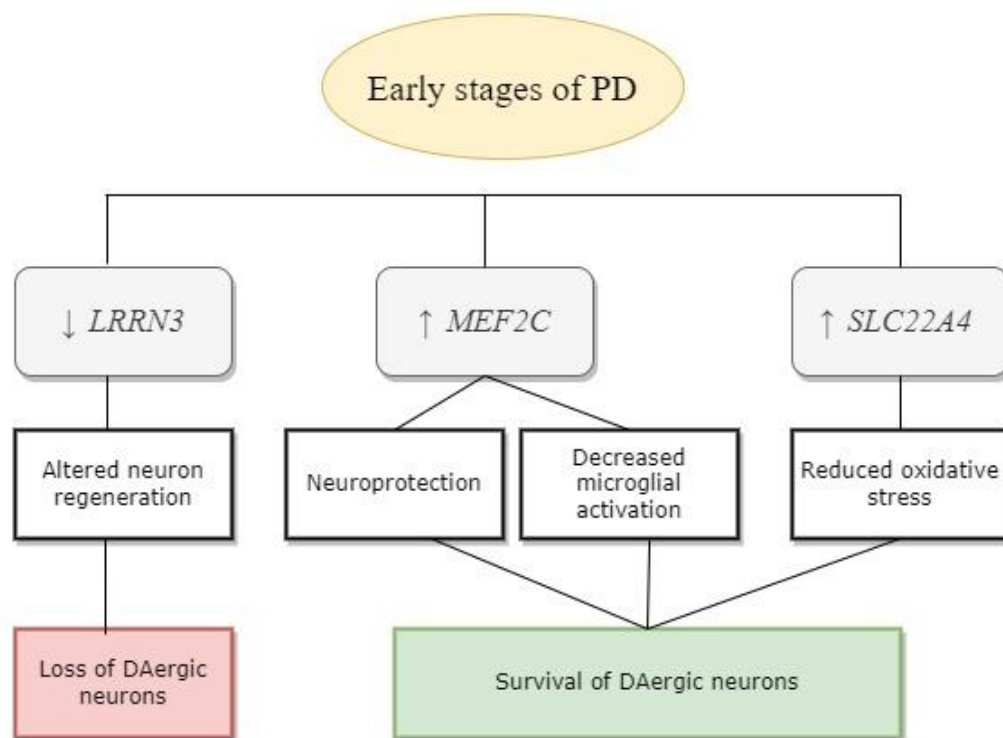 Early stages of PD
↓ LRRN3
↑ MEF2C
↑ SLC22A4
Altered neuron
regeneration
Neuroprotection
Decreased
microglial
activation
Reduced oxidative
stress
Loss of DAergic
neurons
Survival of DAergic neurons